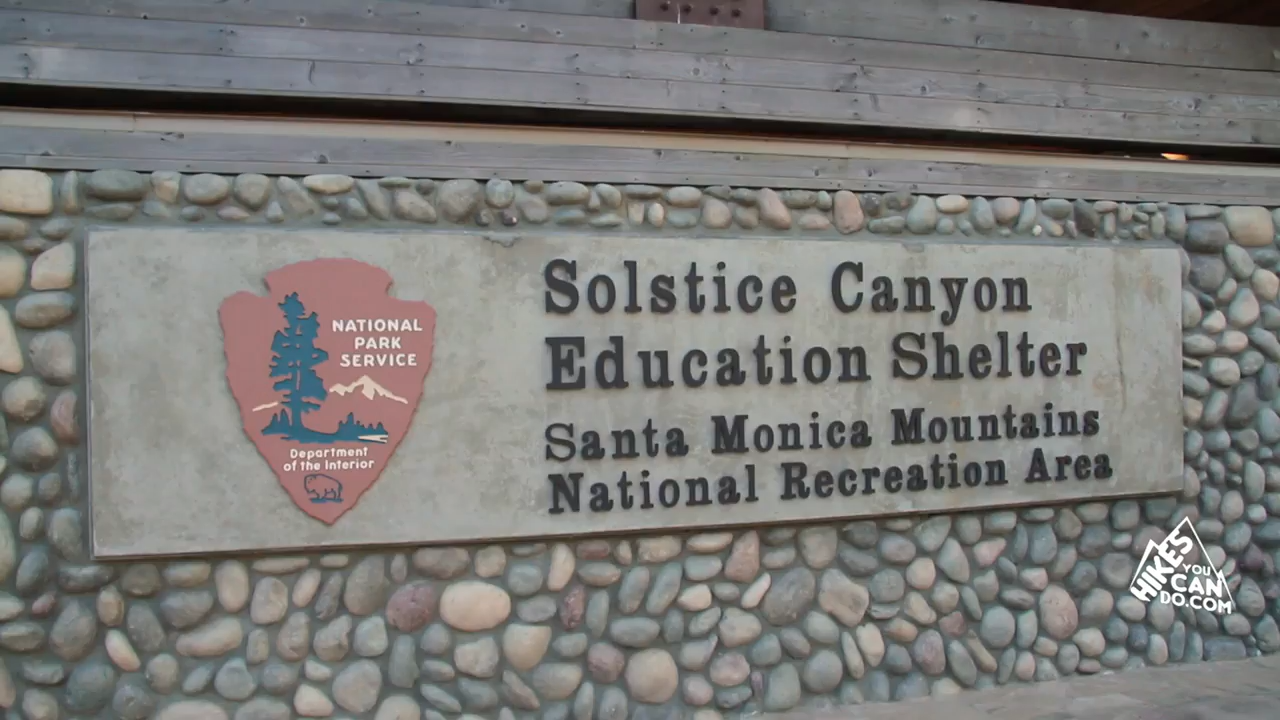 NATIONAL
PARK
SERVICE
Department
of the Interior
Solstice Canyon
Education Shelter
Santa Monica Mountains
National Recreation Area
HIKES
YOU
CAN
DO.COM